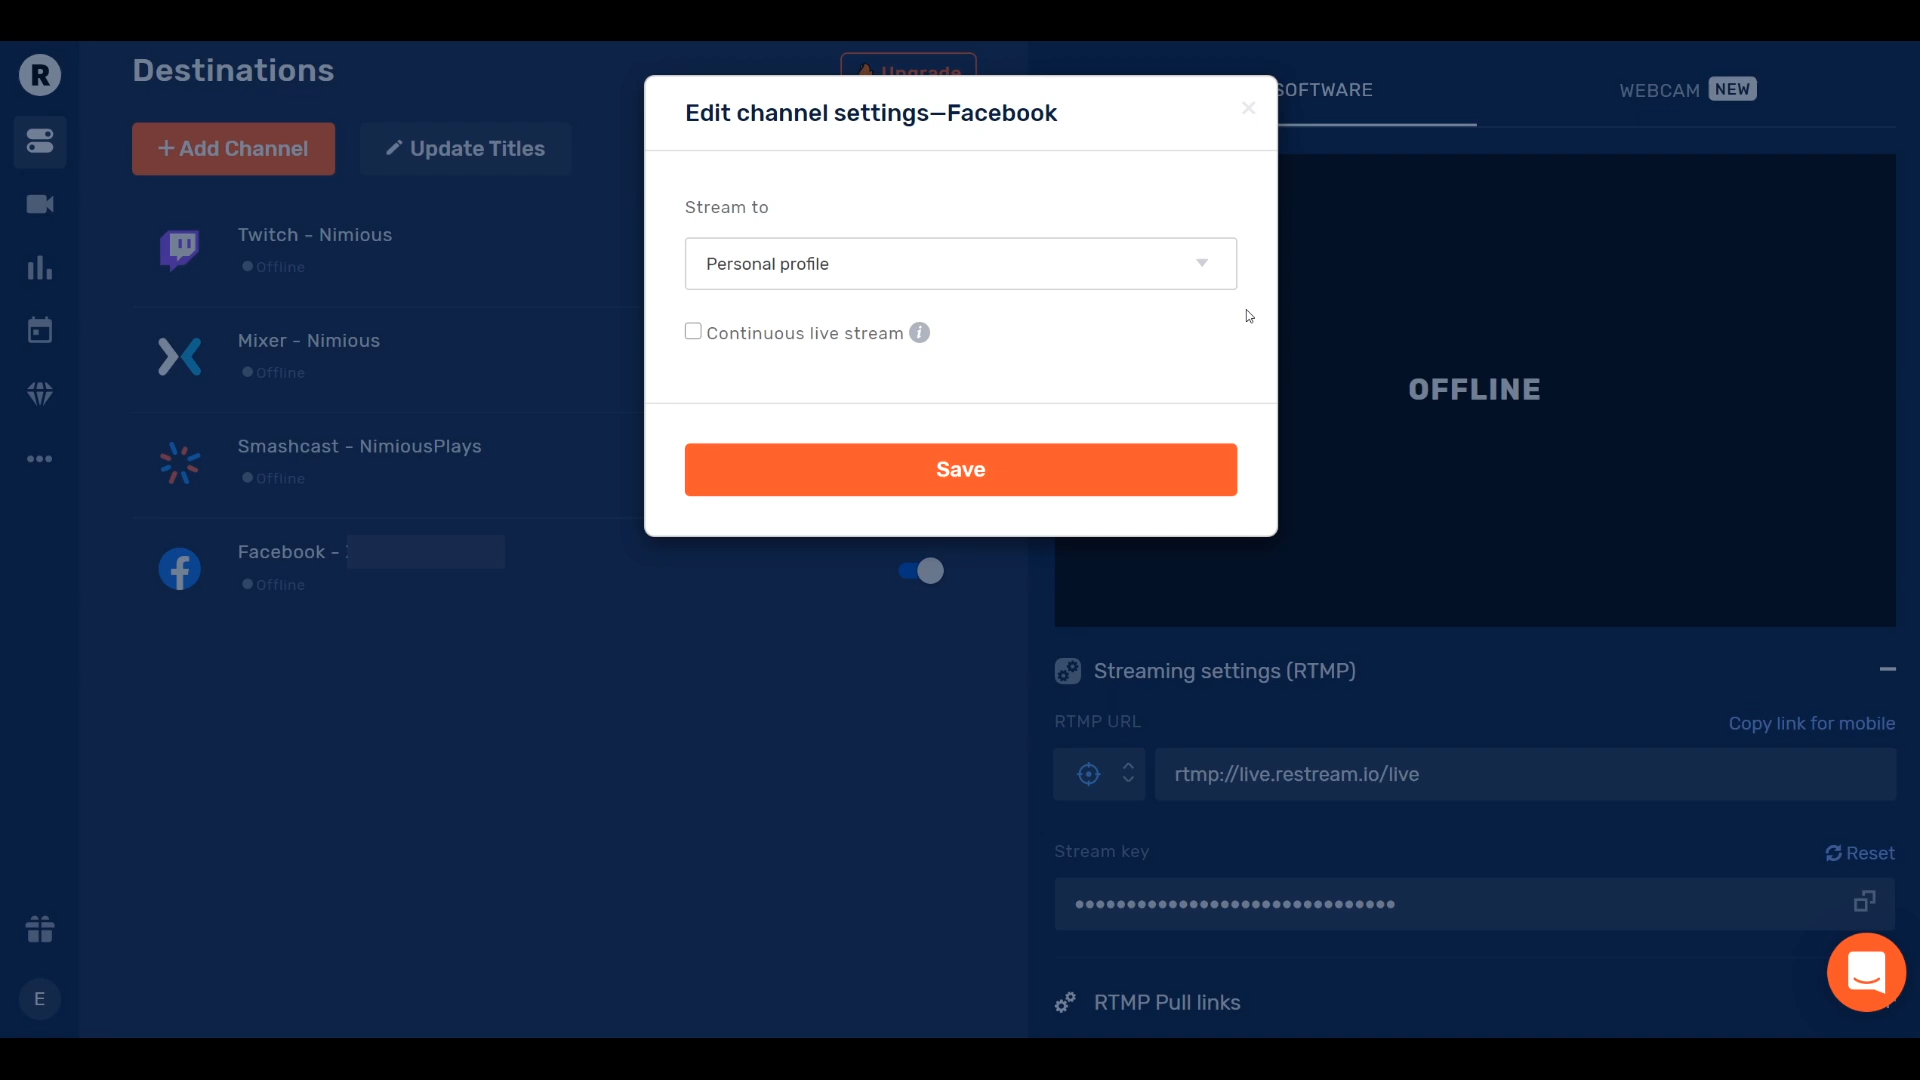 R
Destinations
Upgrade
+ Add Channel
Update Titles
Twitch - Nimious
Offline
Mixer - Nimious
Offline
Smashcast - NimiousPlays
Offline
Facebook -
Offline
E
Edit channel settings—Facebook
×
Stream to
Personal profile
Continuous live stream i
Save
SOFTWARE
WEBCAM NEW
OFFLINE
Streaming settings (RTMP)
RTMP URL
Copy link for mobile
rtmp://live.restream.io/live
Stream key
Reset
••••••••••••••••••••••••••••••••
RTMP Pull links